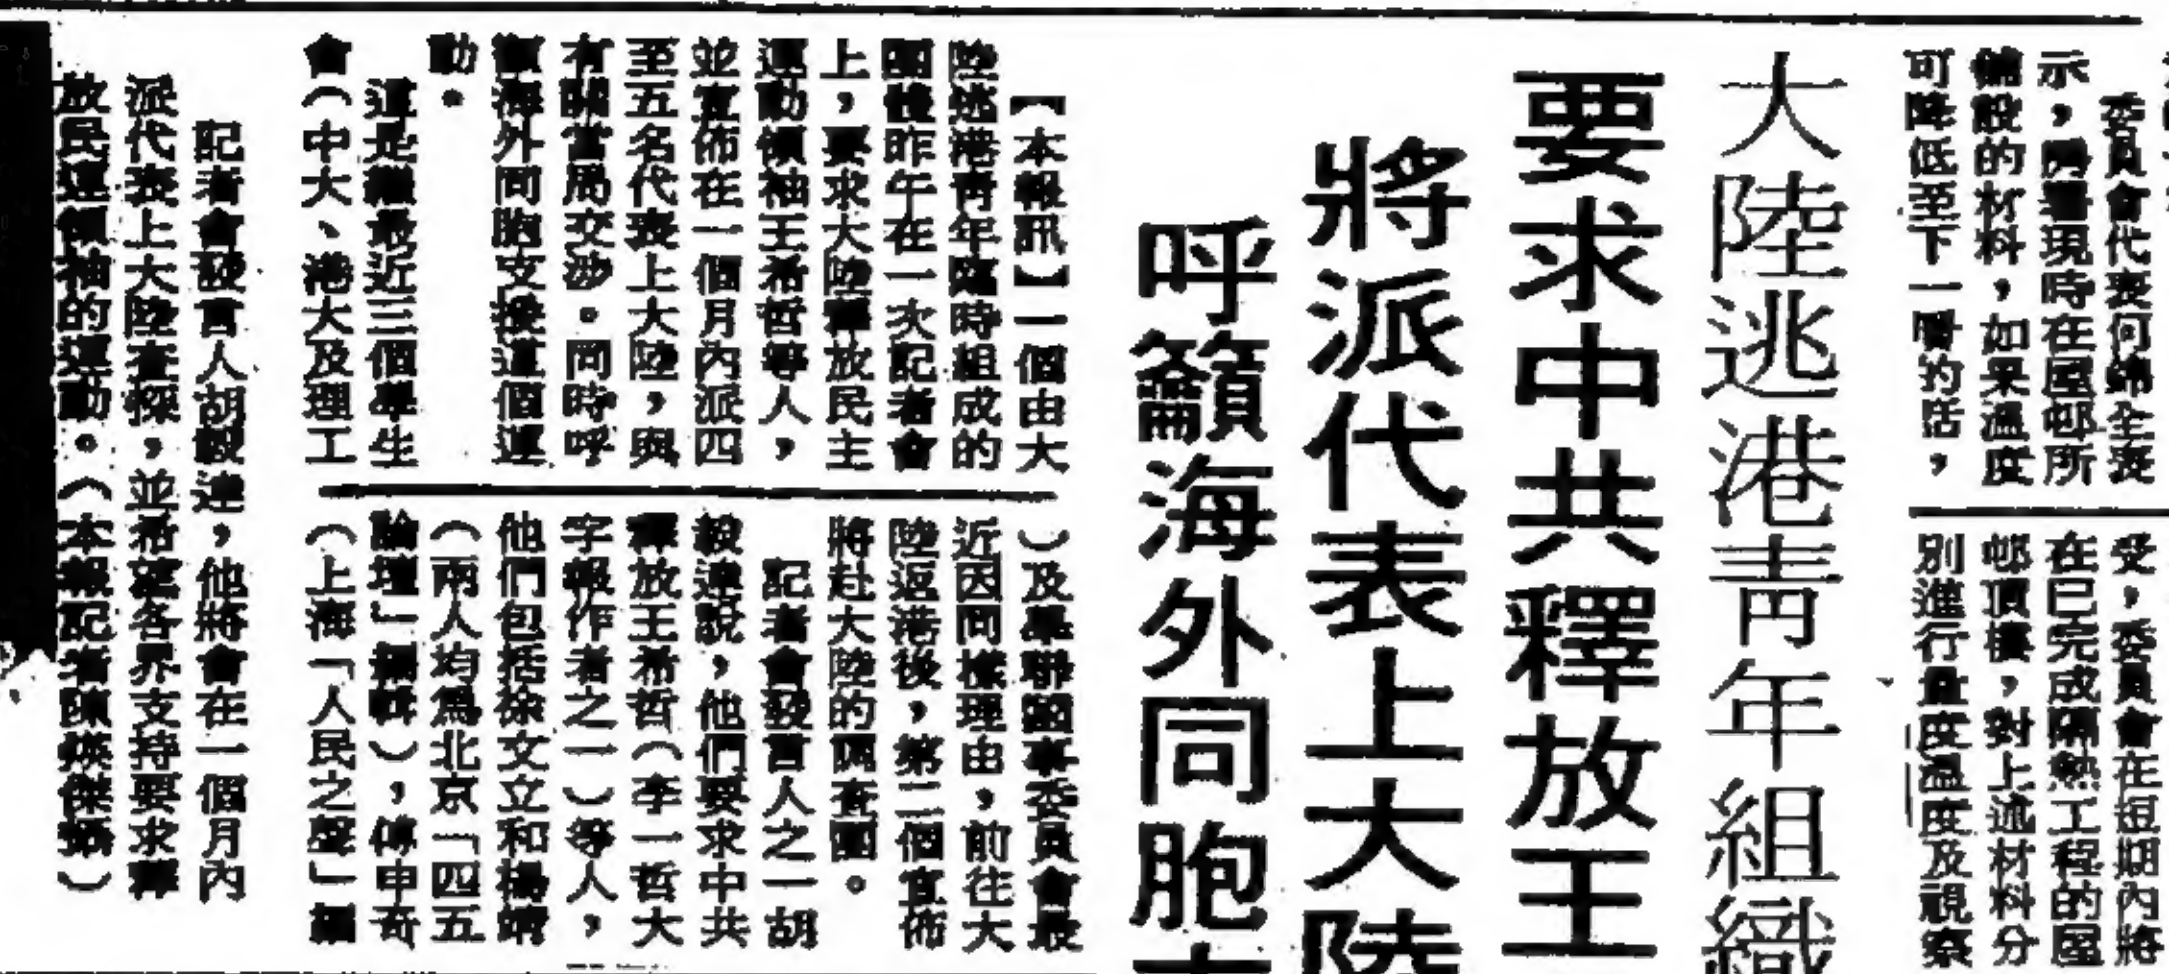 委員會代表何錦全表
示，房署現時在屋邨所
舖設的材料，如果溫度
可降低至下一層的話，
受，委員會在短期內將
在已完成隔熱工程的屋
邨頂樓，對上述材料分
別進行量度溫度及視察
大陸逃港青年組織
要求中共釋放王
將派代表上大陸
呼籲海外同胞
【本報訊】一個由大
陸逃港青年臨時組成的
團體昨午在一次記者會
上，要求大陸釋放民主
運動領袖王希哲等人，
並宣佈在一個月內派四
至五名代表上大陸，與
有關當局交涉。同時呼
籲海外同胞支援這個運
動。
這是繼最近三個學生
會（中大、港大及理工
）及學聯國事委員會最
近因同樣理由，前往大
陸返港後，第二個宣佈
將赴大陸的調查團。
記者會發言人之一胡
毅達說，他們要求中共
釋放王希哲（李一哲大
字報作者之一）等人，
他們包括徐文立和楊靖
（兩人均為北京「四五
論壇」編輯），傅申奇
（上海「人民之聲」編
記者會發言人胡毅達，他將會在一個月內
派代表上大陸查探，並希望各界支持要求釋
放民運領袖的運動。（本報記者陳煐傑攝）